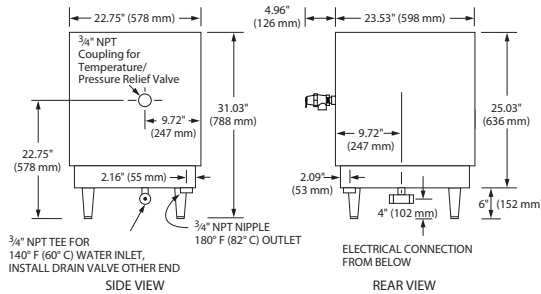 22.75" (578 mm)
4.96"
(126 mm)
23.53" (598 mm)
3/4" NPT
Coupling for
Temperature/
Pressure Relief Valve
9.72"
(247 mm)
31.03"
(788 mm)
22.75"
(578 mm)
2.16" (55 mm)
3/4" NPT TEE FOR
140° F (60° C) WATER INLET,
INSTALL DRAIN VALVE OTHER END
3/4" NPT NIPPLE
180° F (82° C) OUTLET
SIDE VIEW
9.72"
(247 mm)
25.03"
(636 mm)
2.09"
(53 mm)
4" (102 mm)
6" (152 mm)
ELECTRICAL CONNECTION
FROM BELOW
REAR VIEW